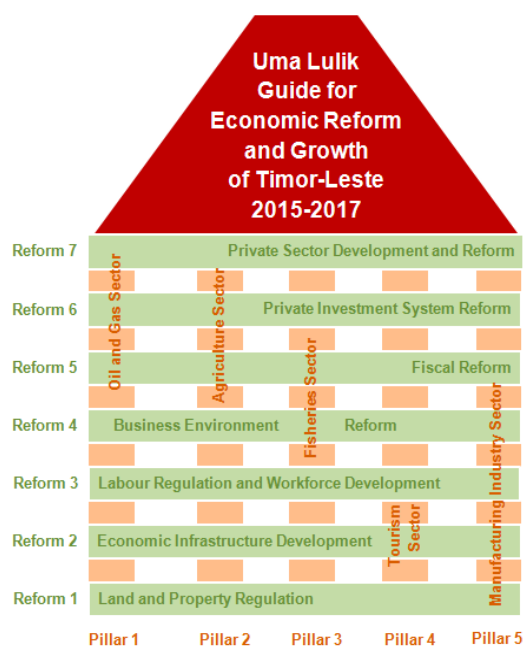 Uma Lulik
Guide for
Economic Reform
and Growth
of Timor-Leste
2015-2017
Reform 7 Private Sector Development and Reform
Reform 6 Private Investment System Reform
Reform 5 Fiscal Reform
Reform 4 Business Environment Reform
Reform 3 Labour Regulation and Workforce Development
Reform 2 Economic Infrastructure Development
Reform 1 Land and Property Regulation
Oil and Gas Sector
Agriculture Sector
Fisheries Sector
Tourism
Sector
Manufacturing Industry Sector
Pillar 1 Pillar 2 Pillar 3 Pillar 4 Pillar 5